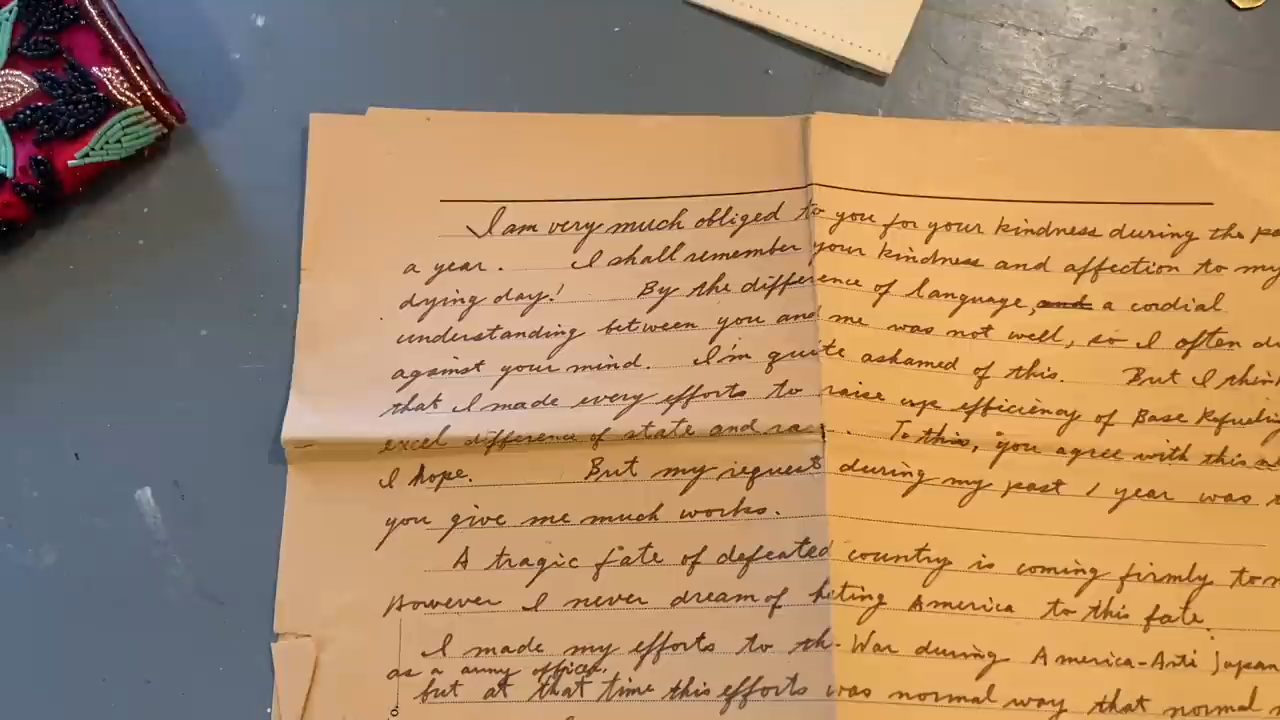 I am very much obliged to you for your kindness during the
a year. I shall remember your kindness and affection to my
dying day! By the difference of language, and a cordial
understanding between you and me was not well, so I often
against your mind. I'm quite ashamed of this. But I think
that I made every efforts to raise up efficiency of Base
excel difference of state and . To this, you agree with this
I hope. But my request during my past 1 year was
you give me much works.
A tragic fate of defeated country is coming firmly to
However I never dream of hiting America to this fate.
I made my efforts to th- War during America-Anti Japan
as a army officer.
but at that time this efforts was normal way that normal